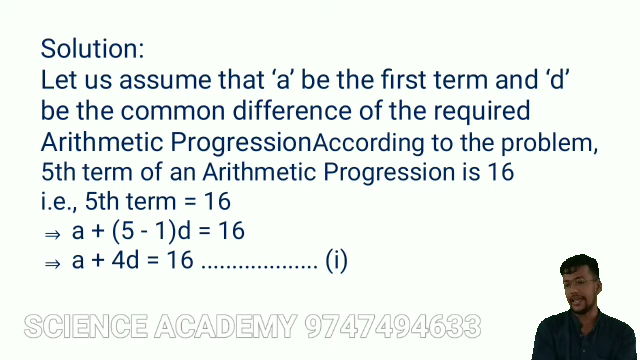 Solution:
Let us assume that ‘a’ be the first term and ‘d’
be the common difference of the required
Arithmetic ProgressionAccording to the problem,
5th term of an Arithmetic Progression is 16
i.e., 5th term = 16
⇒ a + (5 - 1)d = 16
⇒ a + 4d = 16 ................... (i)
SCIENCE ACADEMY 9747494633